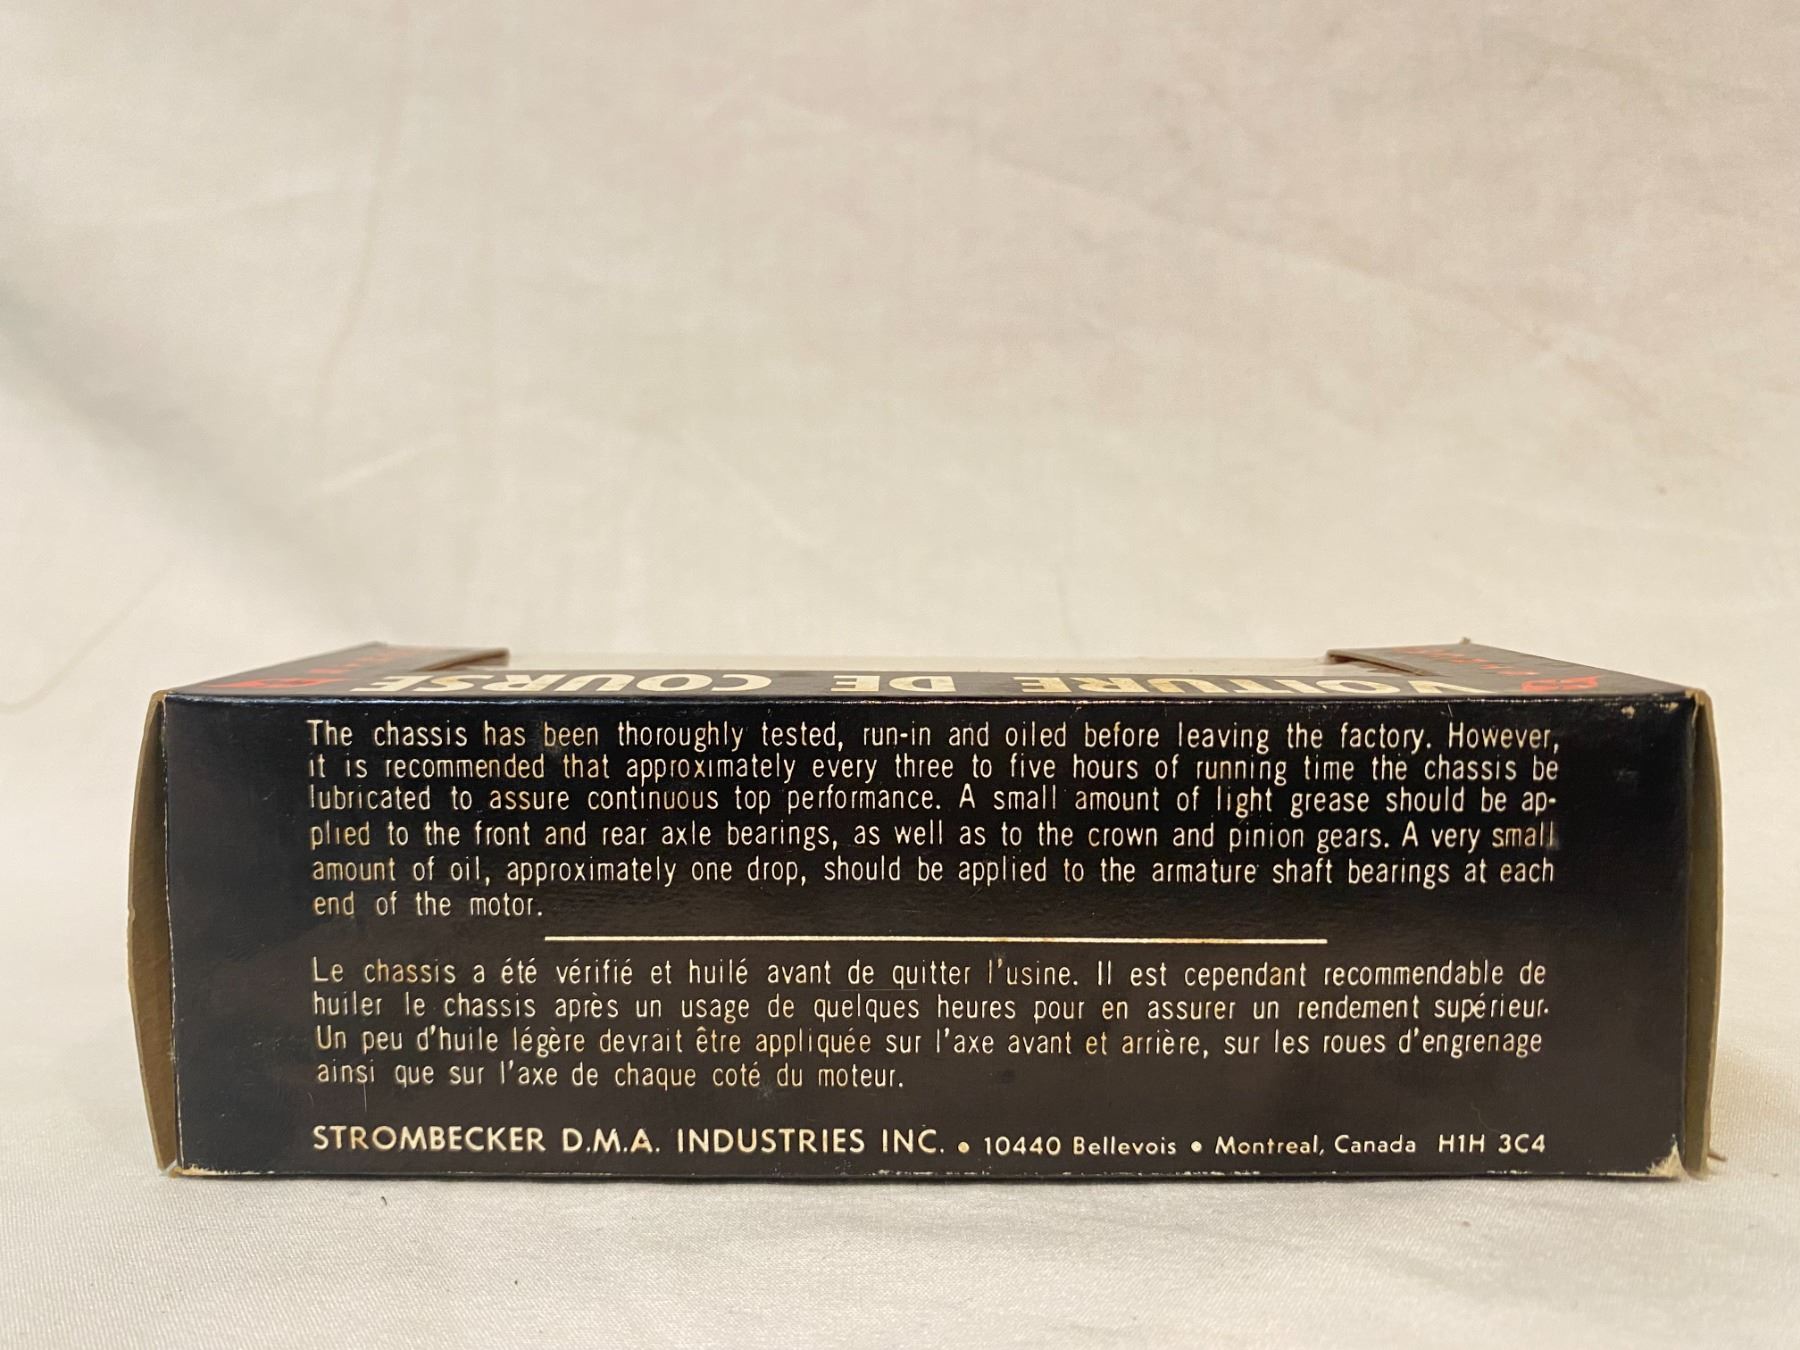 VOITURE DE COURSE
The chassis has been thoroughly tested, run-in and oiled before leaving the factory. However,
it is recommended that approximately every three to five hours of running time the chassis be
lubricated to assure continuous top performance. A small amount of light grease should be ap-
plied to the front and rear axle bearings, as well as to the crown and pinion gears. A very small
amount of oil, approximately one drop, should be applied to the armature shaft bearings at each
end of the motor.
Le chassis a été vérifié et huilé avant de quitter l'usine. Il est cependant recommendable de
huiler le chassis après un usage de quelques heures pour en assurer un rendement supérieur.
Un peu d'huile légère devrait être appliquée sur l'axe avant et arrière, sur les roues d'engrenage
ainsi que sur l'axe de chaque coté du moteur.
STROMBECKER D.M.A. INDUSTRIES INC. • 10440 Bellevois • Montreal, Canada H1H 3C4